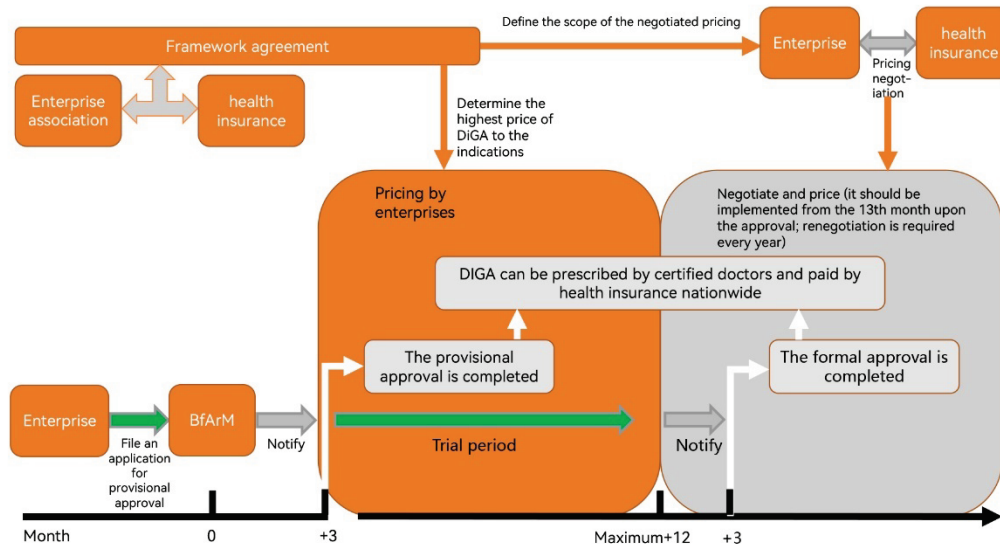 Framework agreement
Define the scope of the negotiated pricing
Enterprise
health
insurance
Pricing
negot-
iation
Enterprise
association
health
insurance
Determine the
highest price of
DiGA to the
indications
Pricing by
enterprises
Negotiate and price (it should be
implemented from the 13th month upon
the approval; renegotiation is required
every year)
DIGA can be prescribed by certified doctors and paid by
health insurance nationwide
The provisional
approval is completed
The formal approval is
completed
Enterprise
File an
application
for
provisional
approval
BfArM
Notify
Trial period
Notify
Month
0
+3
Maximum+12
+3